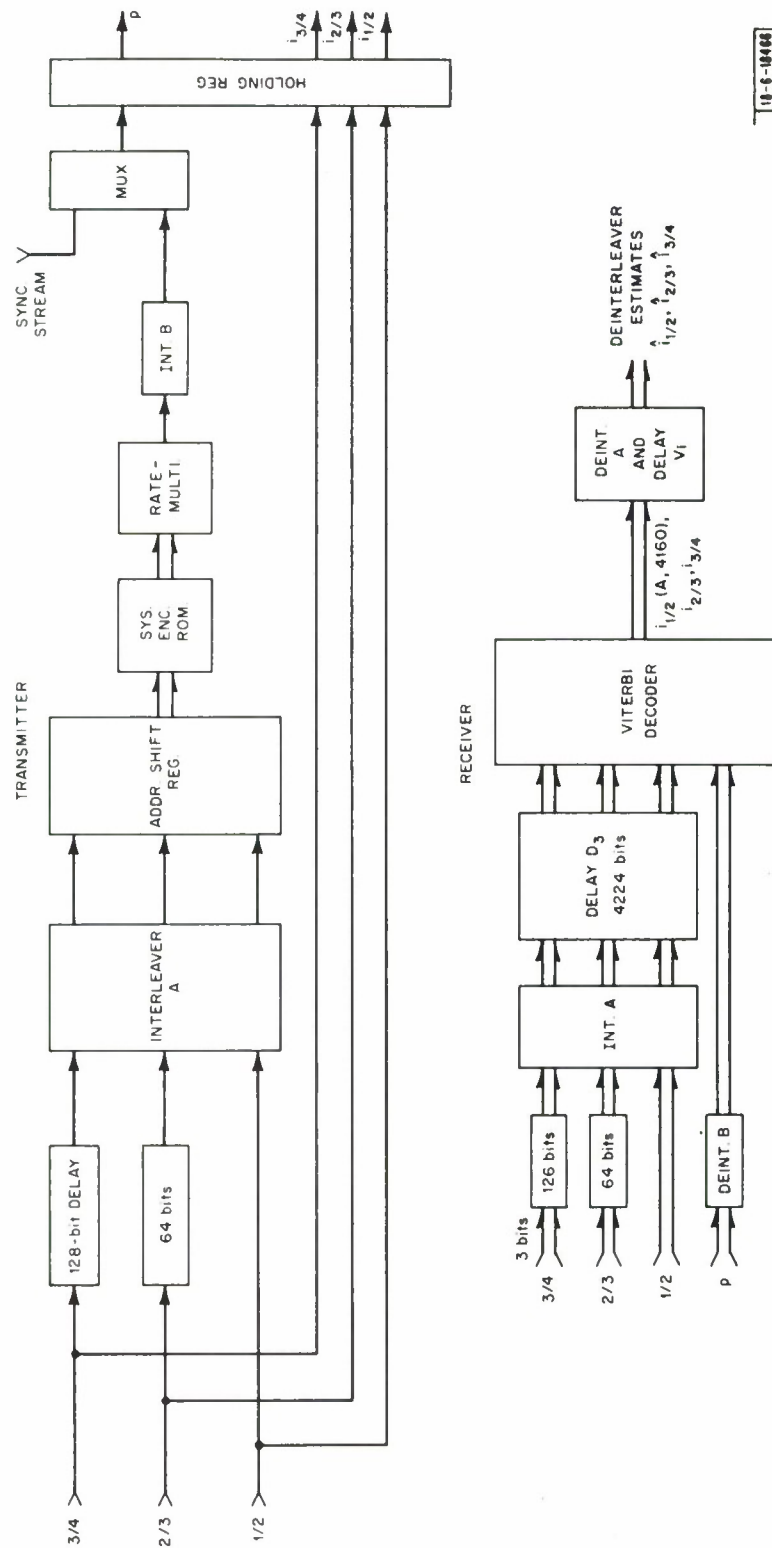 TRANSMITTER
3/4
2/3
1/2
128-bit DELAY
64 bits
INTERLEAVER
A
ADDR. SHIFT
REG.
SYS.
ENC.
ROM.
RATE-
MULTI.
INT. B
SYNC
STREAM
MUX
HOLDING REG
p
i3/4
i2/3
i1/2
RECEIVER
3 bits
3/4
2/3
1/2
p
126 bits
64 bits
DEINT. B
INT. A
DELAY D3
4224 bits
VITERBI
DECODER
i1/2 (A, 4160),
i2/3, i3/4
DEINT.
A
AND
DELAY
V1
DEINTERLEAVER
ESTIMATES
î1/2, î2/3, î3/4
18-6-18466